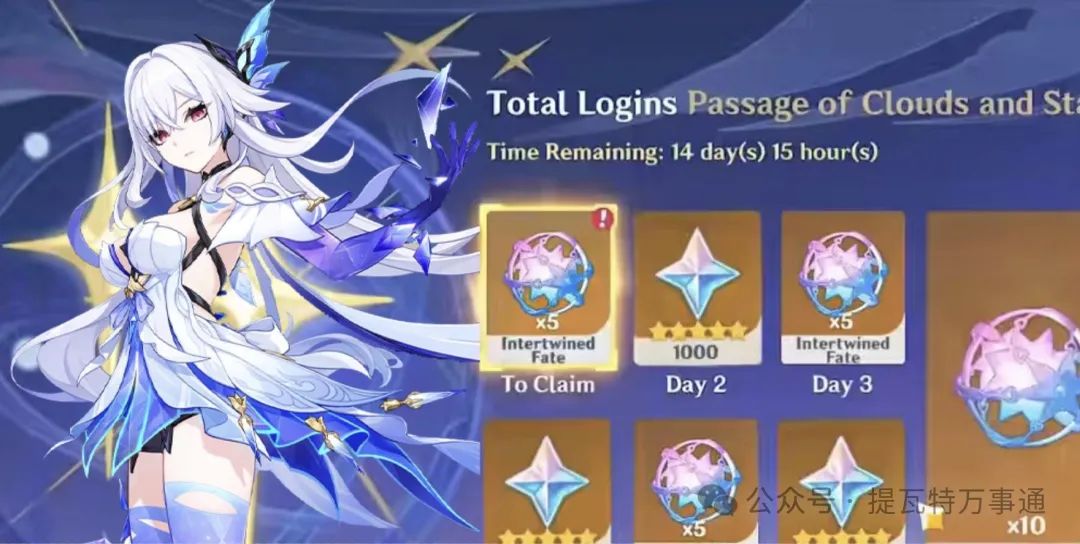 Total Logins Passage of Clouds and Sta
Time Remaining: 14 day(s) 15 hour(s)
x5
Intertwined
Fate
To Claim
1000
Day 2
x5
Intertwined
Fate
Day 3
x5
x10
公众号 · 提瓦特万事通